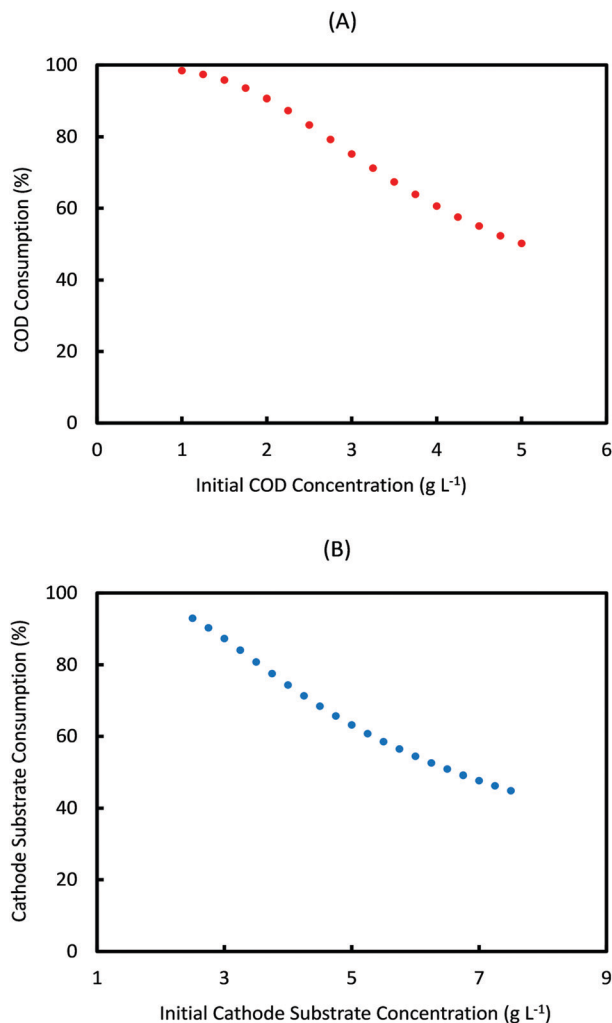 (A)
100
80
60
40
20
0
COD Consumption (%)
0 1 2 3 4 5 6
Initial COD Concentration (g L⁻¹)
(B)
100
80
60
40
20
0
Cathode Substrate Consumption (%)
1 3 5 7 9
Initial Cathode Substrate Concentration (g L⁻¹)